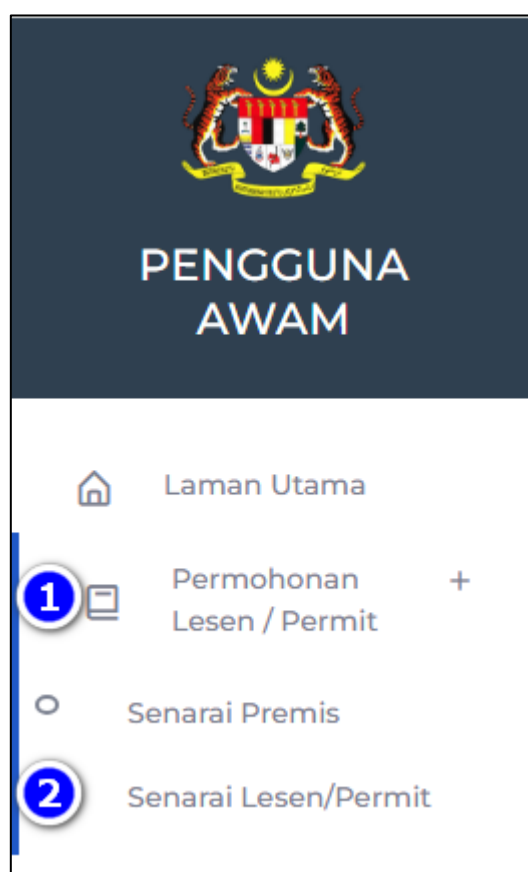 PENGGUNA
AWAM
Laman Utama
1
Permohonan +
Lesen / Permit
Senarai Premis
2
Senarai Lesen/Permit